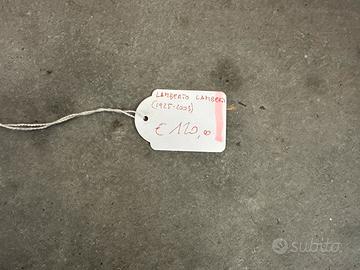 LAMBERTO LAMBERTI
(1925-2003)
€ 120,00
subito